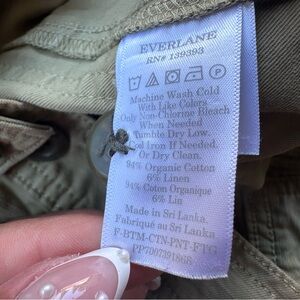 EVERLANE
RN# 139393
Machine Wash Cold
With Like Colors
Only Non-Chlorine Bleach
When Needed
Tumble Dry Low.
Iron If Needed.
Or Dry Clean.
94% Organic Cotton
6% Linen
94% Coton Organique
6% Lin
Made in Sri Lanka.
Fabriqué au Sri Lanka.
F-BTM-CTN-PNT-FTG